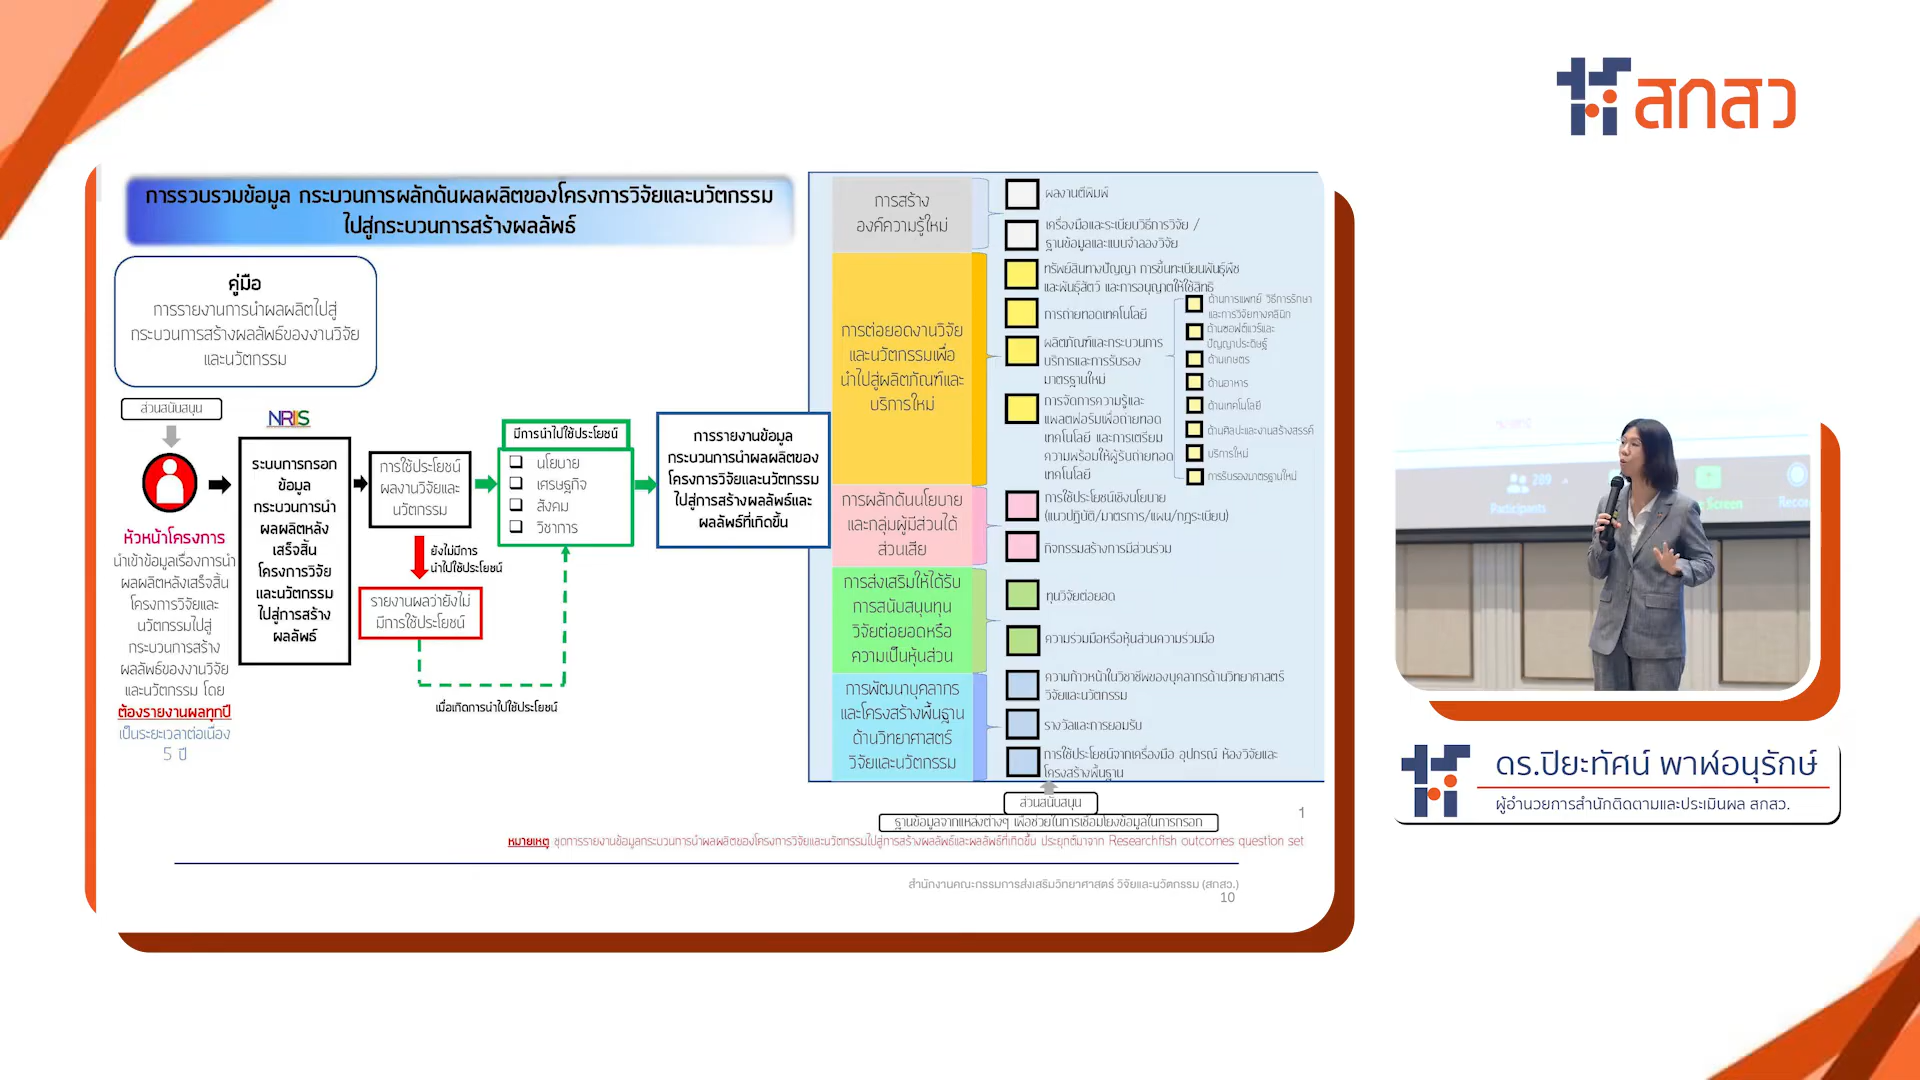 สกสว
การรวบรวมข้อมูล กระบวนการผลักดันผลผลิตของโครงการวิจัยและนวัตกรรม
ไปสู่กระบวนการสร้างผลลัพธ์
คู่มือ
การรายงานการนำผลผลิตไปสู่
กระบวนการสร้างผลลัพธ์ของงานวิจัย
และนวัตกรรม
ส่วนสนับสนุน
หัวหน้าโครงการ
นำเข้าข้อมูลเรื่องการนำ
ผลผลิตหลังเสร็จสิ้น
โครงการวิจัยและ
นวัตกรรมไปสู่
กระบวนการสร้าง
ผลลัพธ์ของงานวิจัย
และนวัตกรรม โดย
ต้องรายงานผลทุกปี
เป็นระยะเวลาต่อเนื่อง
5 ปี
NRIIS
ระบบการกรอก
ข้อมูล
กระบวนการนำ
ผลผลิตหลัง
เสร็จสิ้น
โครงการวิจัย
และนวัตกรรม
ไปสู่การสร้าง
ผลลัพธ์
การใช้ประโยชน์
ผลงานวิจัยและ
นวัตกรรม
ยังไม่มีการ
นำไปใช้ประโยชน์
รายงานผลว่ายังไม่
มีการใช้ประโยชน์
เมื่อเกิดการนำไปใช้ประโยชน์
มีการนำไปใช้ประโยชน์
นโยบาย
เศรษฐกิจ
สังคม
วิชาการ
การรายงานข้อมูล
กระบวนการนำผลผลิตของ
โครงการวิจัยและนวัตกรรม
ไปสู่การสร้างผลลัพธ์และ
ผลลัพธ์ที่เกิดขึ้น
การสร้าง
องค์ความรู้ใหม่
ผลงานตีพิมพ์
เครื่องมือและระเบียบวิธีการวิจัย /
ฐานข้อมูลและแบบจำลองวิจัย
การต่อยอดงานวิจัย
และนวัตกรรมเพื่อ
นำไปสู่ผลิตภัณฑ์และ
บริการใหม่
ทรัพย์สินทางปัญญา การขึ้นทะเบียนพันธุ์พืช
และพันธุ์สัตว์ และการอนุญาตให้ใช้สิทธิ
การถ่ายทอดเทคโนโลยี
ผลิตภัณฑ์และกระบวนการ
บริการและการรับรอง
มาตรฐานใหม่
การจัดการความรู้และ
แพลตฟอร์มเพื่อถ่ายทอด
เทคโนโลยี และการเตรียม
ความพร้อมให้ผู้รับถ่ายทอด
เทคโนโลยี
ด้านการแพทย์ วิธีการรักษา
และการวิจัยทางคลินิก
ด้านซอฟต์แวร์และ
ปัญญาประดิษฐ์
ด้านเกษตร
ด้านอาหาร
ด้านเทคโนโลยี
ด้านศิลปะและงานสร้างสรรค์
บริการใหม่
การรับรองมาตรฐานใหม่
การผลักดันนโยบาย
และกลุ่มผู้มีส่วนได้
ส่วนเสีย
การใช้ประโยชน์เชิงนโยบาย
(แนวปฏิบัติ/มาตรการ/แผน/กฎระเบียบ)
กิจกรรมสร้างการมีส่วนร่วม
การส่งเสริมให้ได้รับ
การสนับสนุนทุน
วิจัยต่อยอดหรือ
ความเป็นหุ้นส่วน
ทุนวิจัยต่อยอด
ความร่วมมือหรือหุ้นส่วนความร่วมมือ
การพัฒนาบุคลากร
และโครงสร้างพื้นฐาน
ด้านวิทยาศาสตร์
วิจัยและนวัตกรรม
ความก้าวหน้าในวิชาชีพของบุคลากรด้านวิทยาศาสตร์
วิจัยและนวัตกรรม
รางวัลและการยอมรับ
การใช้ประโยชน์จากเครื่องมือ อุปกรณ์ ห้องวิจัยและ
โครงสร้างพื้นฐาน
ส่วนสนับสนุน
ฐานข้อมูลจากแหล่งต่างๆ เพื่อช่วยในการเชื่อมโยงข้อมูลในการกรอก
1
หมายเหตุ ชุดการรายงานข้อมูลกระบวนการนำผลผลิตของโครงการวิจัยและนวัตกรรมไปสู่การสร้างผลลัพธ์และผลลัพธ์ที่เกิดขึ้น ประยุกต์มาจาก Researchfish outcomes question set
สำนักงานคณะกรรมการส่งเสริมวิทยาศาสตร์ วิจัยและนวัตกรรม (สกสว.)
10
289
Participants
Screen
Recor
ดร.ปิยะทัศน์ พาฬอนุรักษ์
ผู้อำนวยการสำนักติดตามและประเมินผล สกสว.